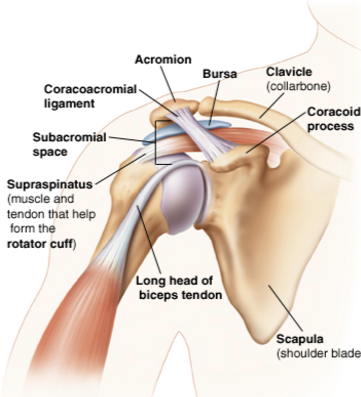 Acromion
Bursa
Clavicle
(collarbone)
Coracoacromial
ligament
Coracoid
process
Subacromial
space
Supraspinatus
(muscle and
tendon that help
form the
rotator cuff)
Long head of
biceps tendon
Scapula
(shoulder blade